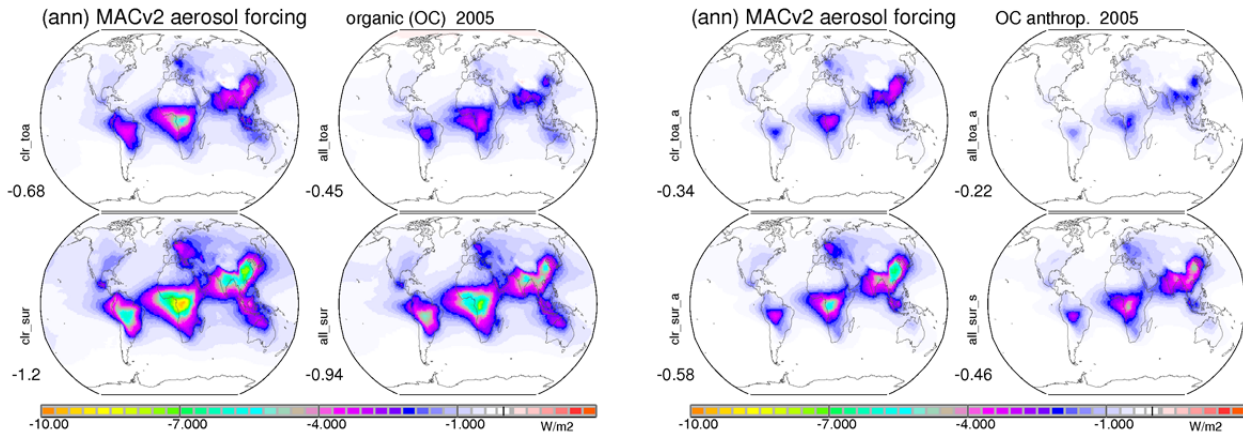 (ann) MACv2 aerosol forcing organic (OC) 2005
clr_toa
-0.68
all_toa
-0.45
clr_sur
-1.2
all_sur
-0.94
-10.00 -7.000 -4.000 -1.000 W/m2
(ann) MACv2 aerosol forcing OC anthrop. 2005
clr_toa_a
-0.34
all_toa_a
-0.22
clr_sur_a
-0.58
all_sur_s
-0.46
-10.00 -7.000 -4.000 -1.000 W/m2